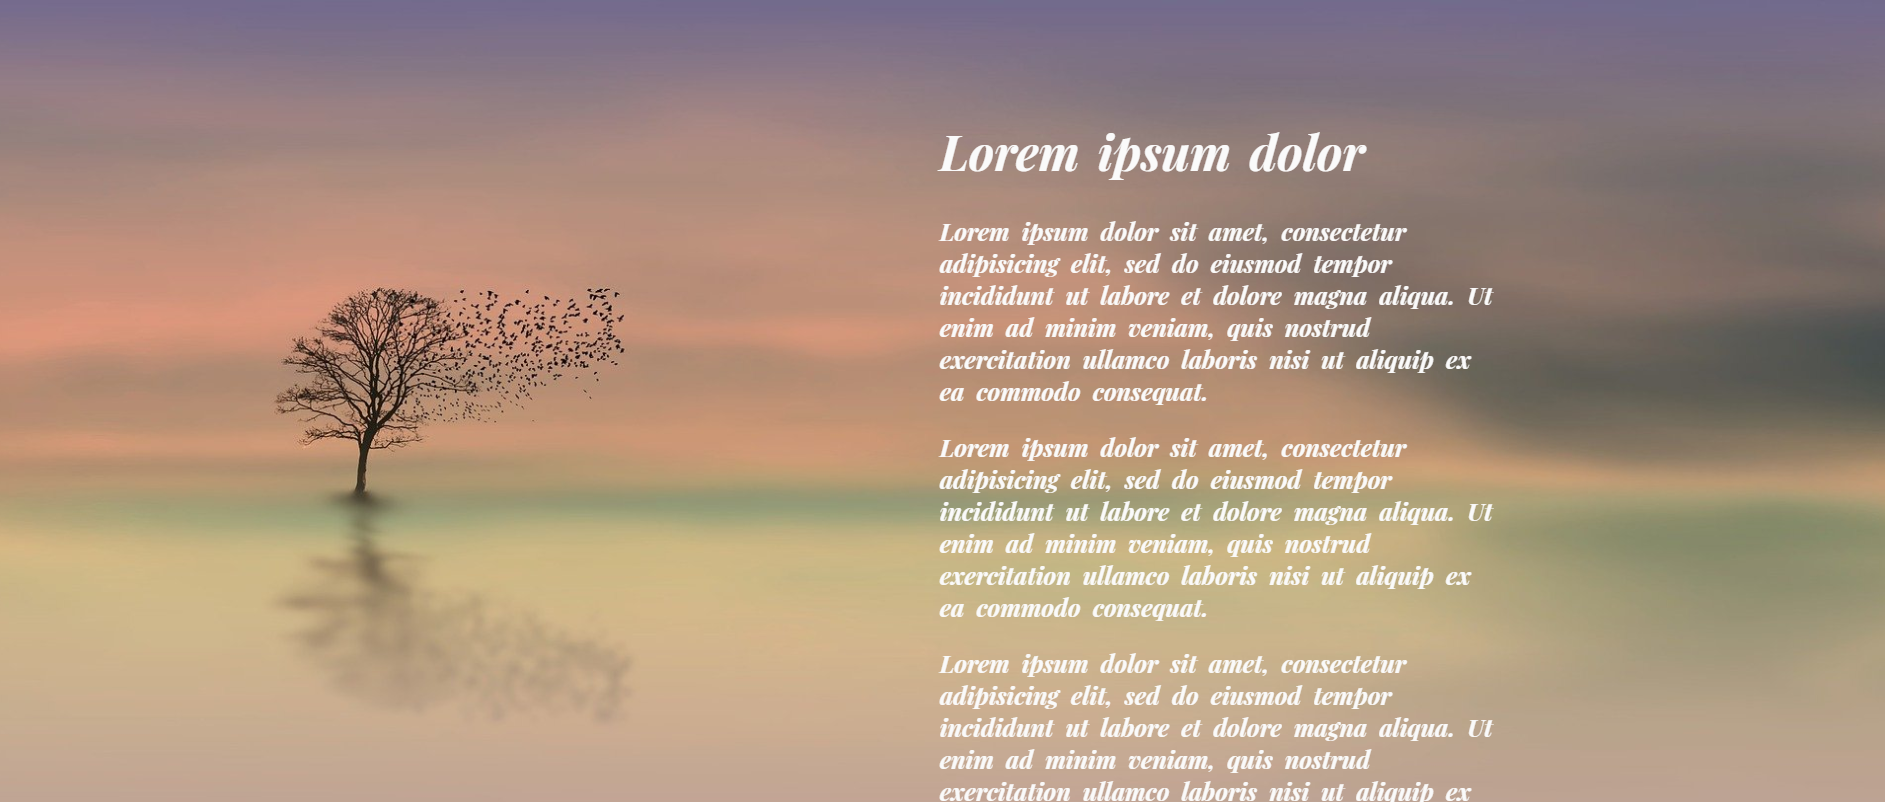 Lorem ipsum dolor
Lorem ipsum dolor sit amet, consectetur
adipisicing elit, sed do eiusmod tempor
incididunt ut labore et dolore magna aliqua. Ut
enim ad minim veniam, quis nostrud
exercitation ullamco laboris nisi ut aliquip ex
ea commodo consequat.
Lorem ipsum dolor sit amet, consectetur
adipisicing elit, sed do eiusmod tempor
incididunt ut labore et dolore magna aliqua. Ut
enim ad minim veniam, quis nostrud
exercitation ullamco laboris nisi ut aliquip ex
ea commodo consequat.
Lorem ipsum dolor sit amet, consectetur
adipisicing elit, sed do eiusmod tempor
incididunt ut labore et dolore magna aliqua. Ut
enim ad minim veniam, quis nostrud
exercitation ullamco laboris nisi ut aliquip ex